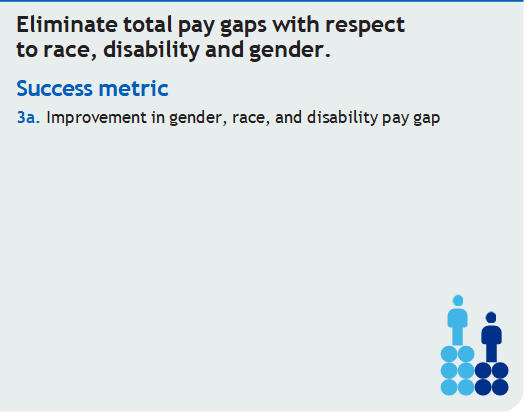 Eliminate total pay gaps with respect
to race, disability and gender.
Success metric
3a. Improvement in gender, race, and disability pay gap